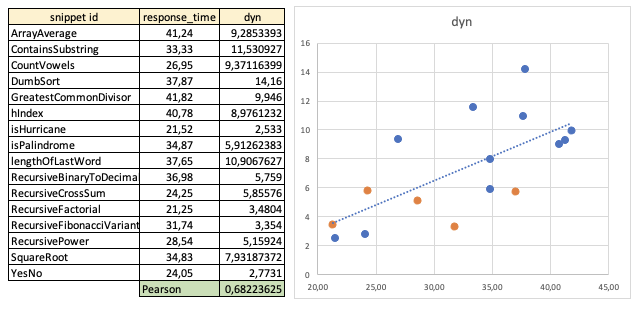 snippet id response_time dyn
ArrayAverage 41,24 9,2853393
ContainsSubstring 33,33 11,530927
CountVowels 26,95 9,37116399
DumbSort 37,87 14,16
GreatestCommonDivisor 41,82 9,946
hIndex 40,78 8,9761232
isHurricane 21,52 2,533
isPalindrome 34,87 5,91262383
lengthOfLastWord 37,65 10,9067627
RecursiveBinaryToDecima 36,98 5,759
RecursiveCrossSum 24,25 5,85576
RecursiveFactorial 21,25 3,4804
RecursiveFibonacciVariant 31,74 3,354
RecursivePower 28,54 5,15924
SquareRoot 34,83 7,93187372
YesNo 24,05 2,7731
Pearson 0,68223625
dyn
16
14
12
10
8
6
4
2
0
20,00 25,00 30,00 35,00 40,00 45,00